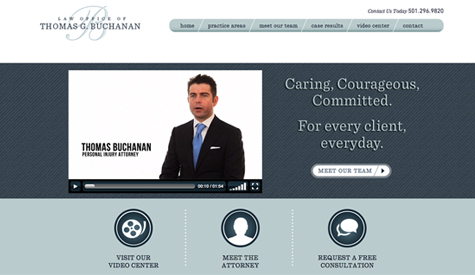 Contact Us Today 501.296.9820
LAW OFFICE OF
THOMAS G. BUCHANAN
B
home practice areas meet our team case results video center contact
Caring, Courageous,
Committed.
For every client,
everyday.
THOMAS BUCHANAN
PERSONAL INJURY ATTORNEY
MEET OUR TEAM
00:10 / 01:54
VISIT OUR
VIDEO CENTER
MEET THE
ATTORNEY
REQUEST A FREE
CONSULTATION